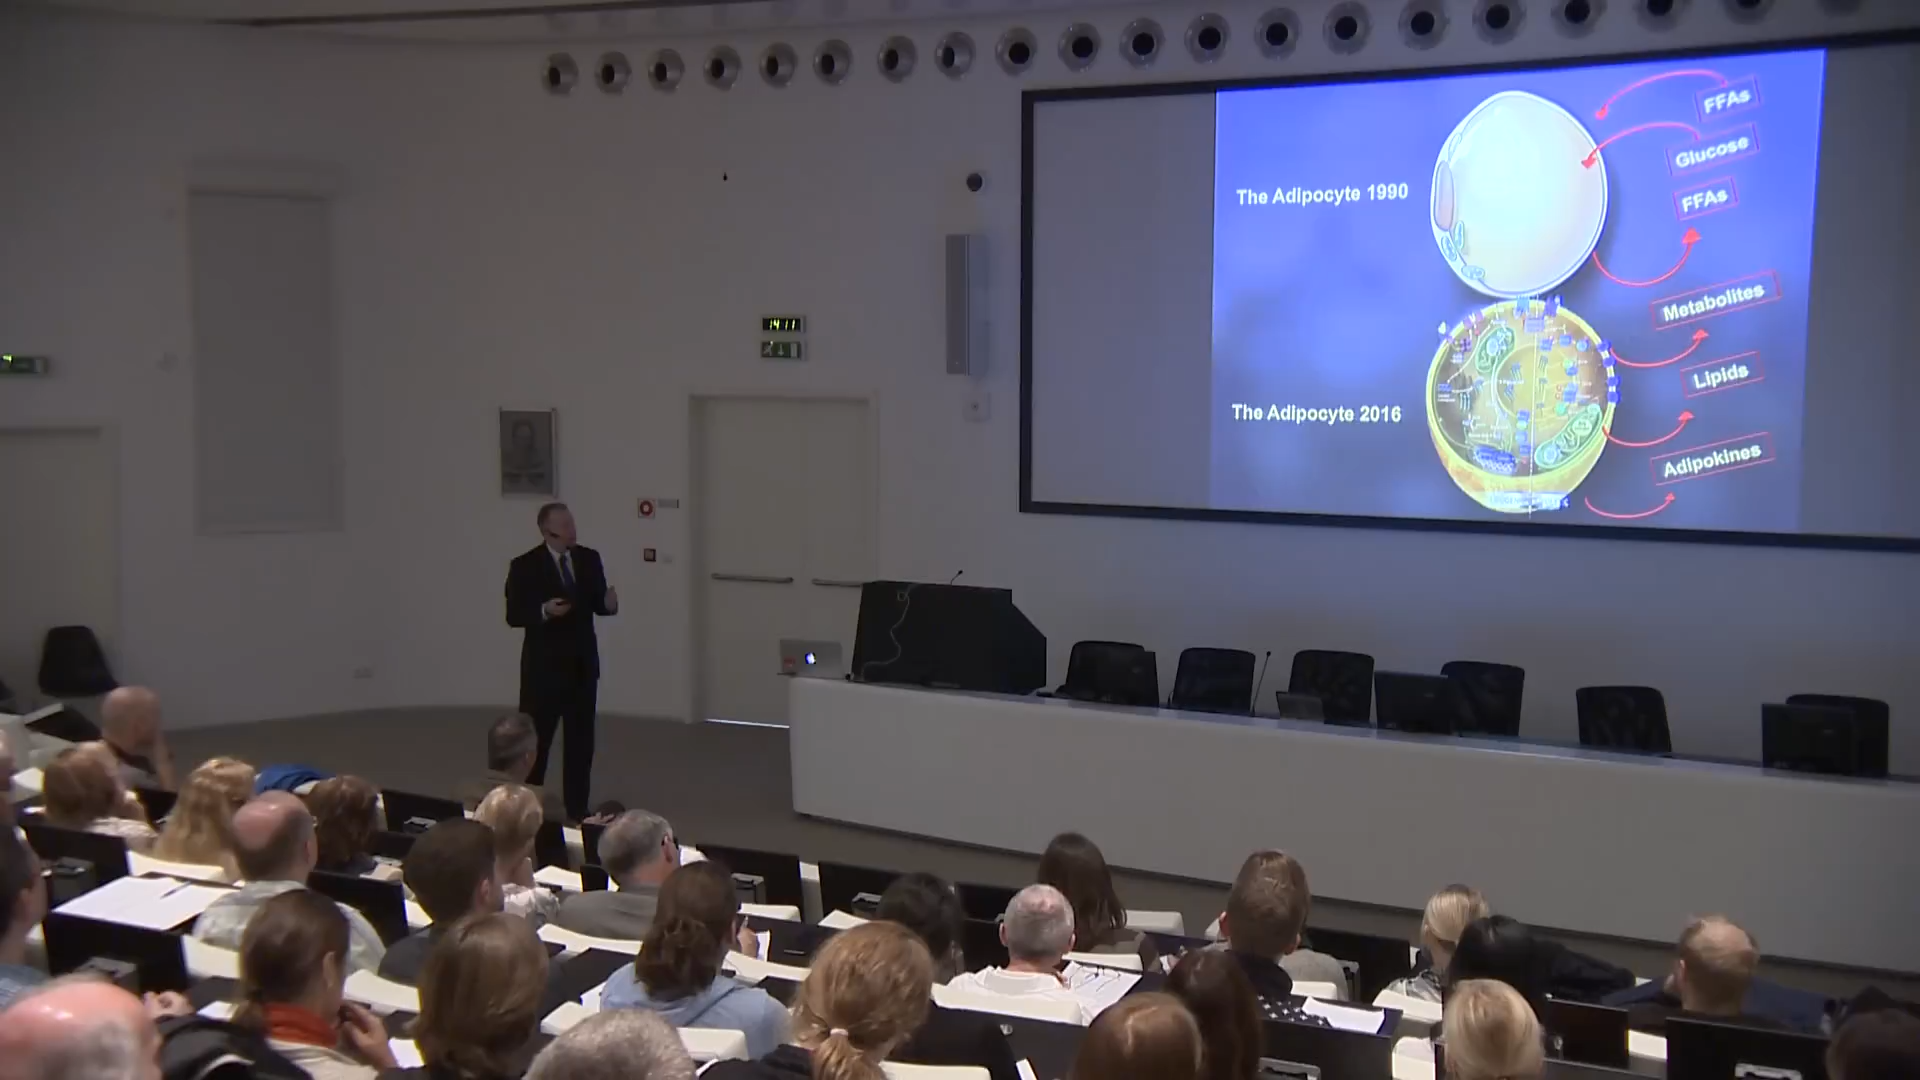 FFAs
Glucose
The Adipocyte 1990
FFAs
Metabolites
Lipids
The Adipocyte 2016
Adipokines
14:11